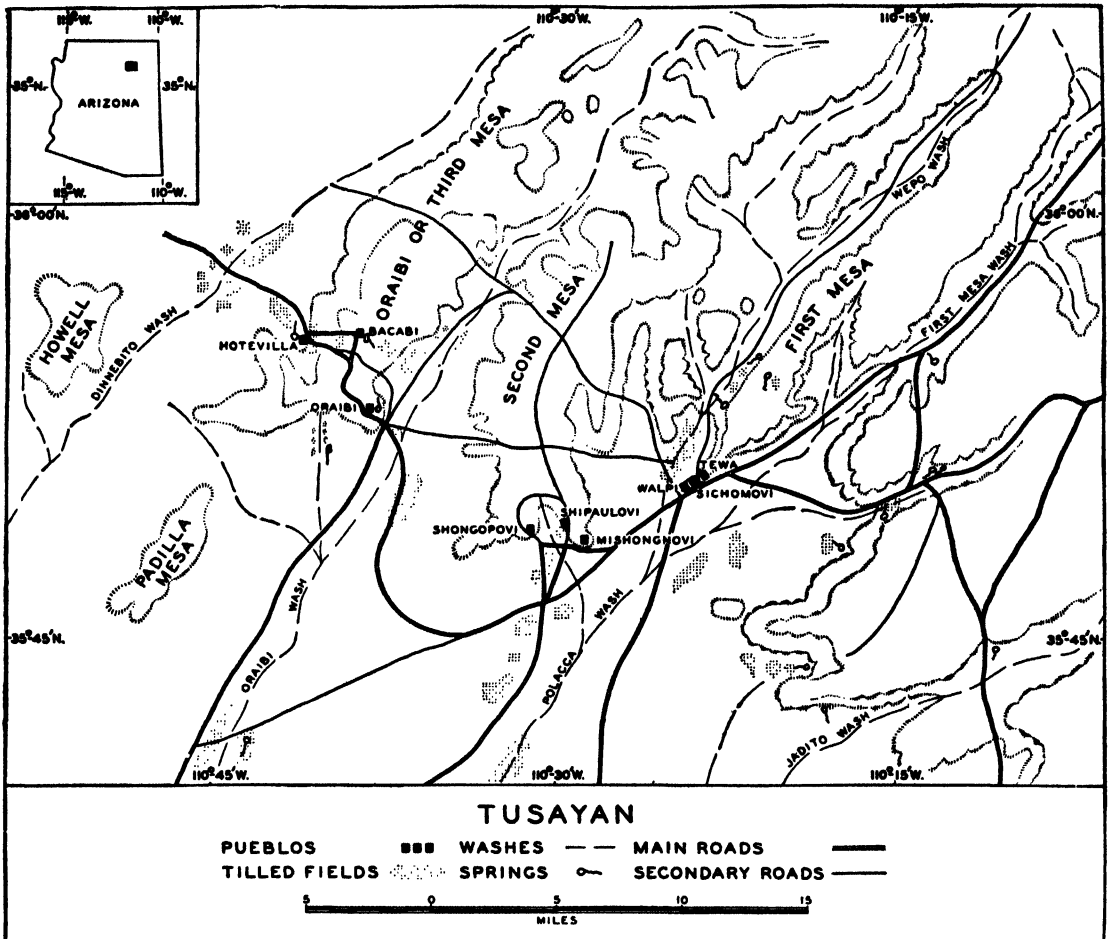 115°W.
110°W.
35°N.
35°N.
ARIZONA
115°W.
110°W.
110°30'W.
110°15'W.
36°00'N.
36°00'N.
ORAIBI OR THIRD MESA
WEPO WASH
FIRST MESA WASH
FIRST MESA
SECOND MESA
HOWELL
MESA
DINNEBITO WASH
BACABI
HOTEVILLA
ORAIBI
TEWA
WALPI
SICHOMOVI
SHIPAULOVI
SHONGOPOVI
MISHONGNOVI
PADILLA
MESA
ORAIBI WASH
POLACCA WASH
35°45'N.
35°45'N.
JADITO WASH
110°45'W.
110°30'W.
110°15'W.
TUSAYAN
PUEBLOS WASHES MAIN ROADS
TILLED FIELDS SPRINGS SECONDARY ROADS
5 0 5 10 15
MILES